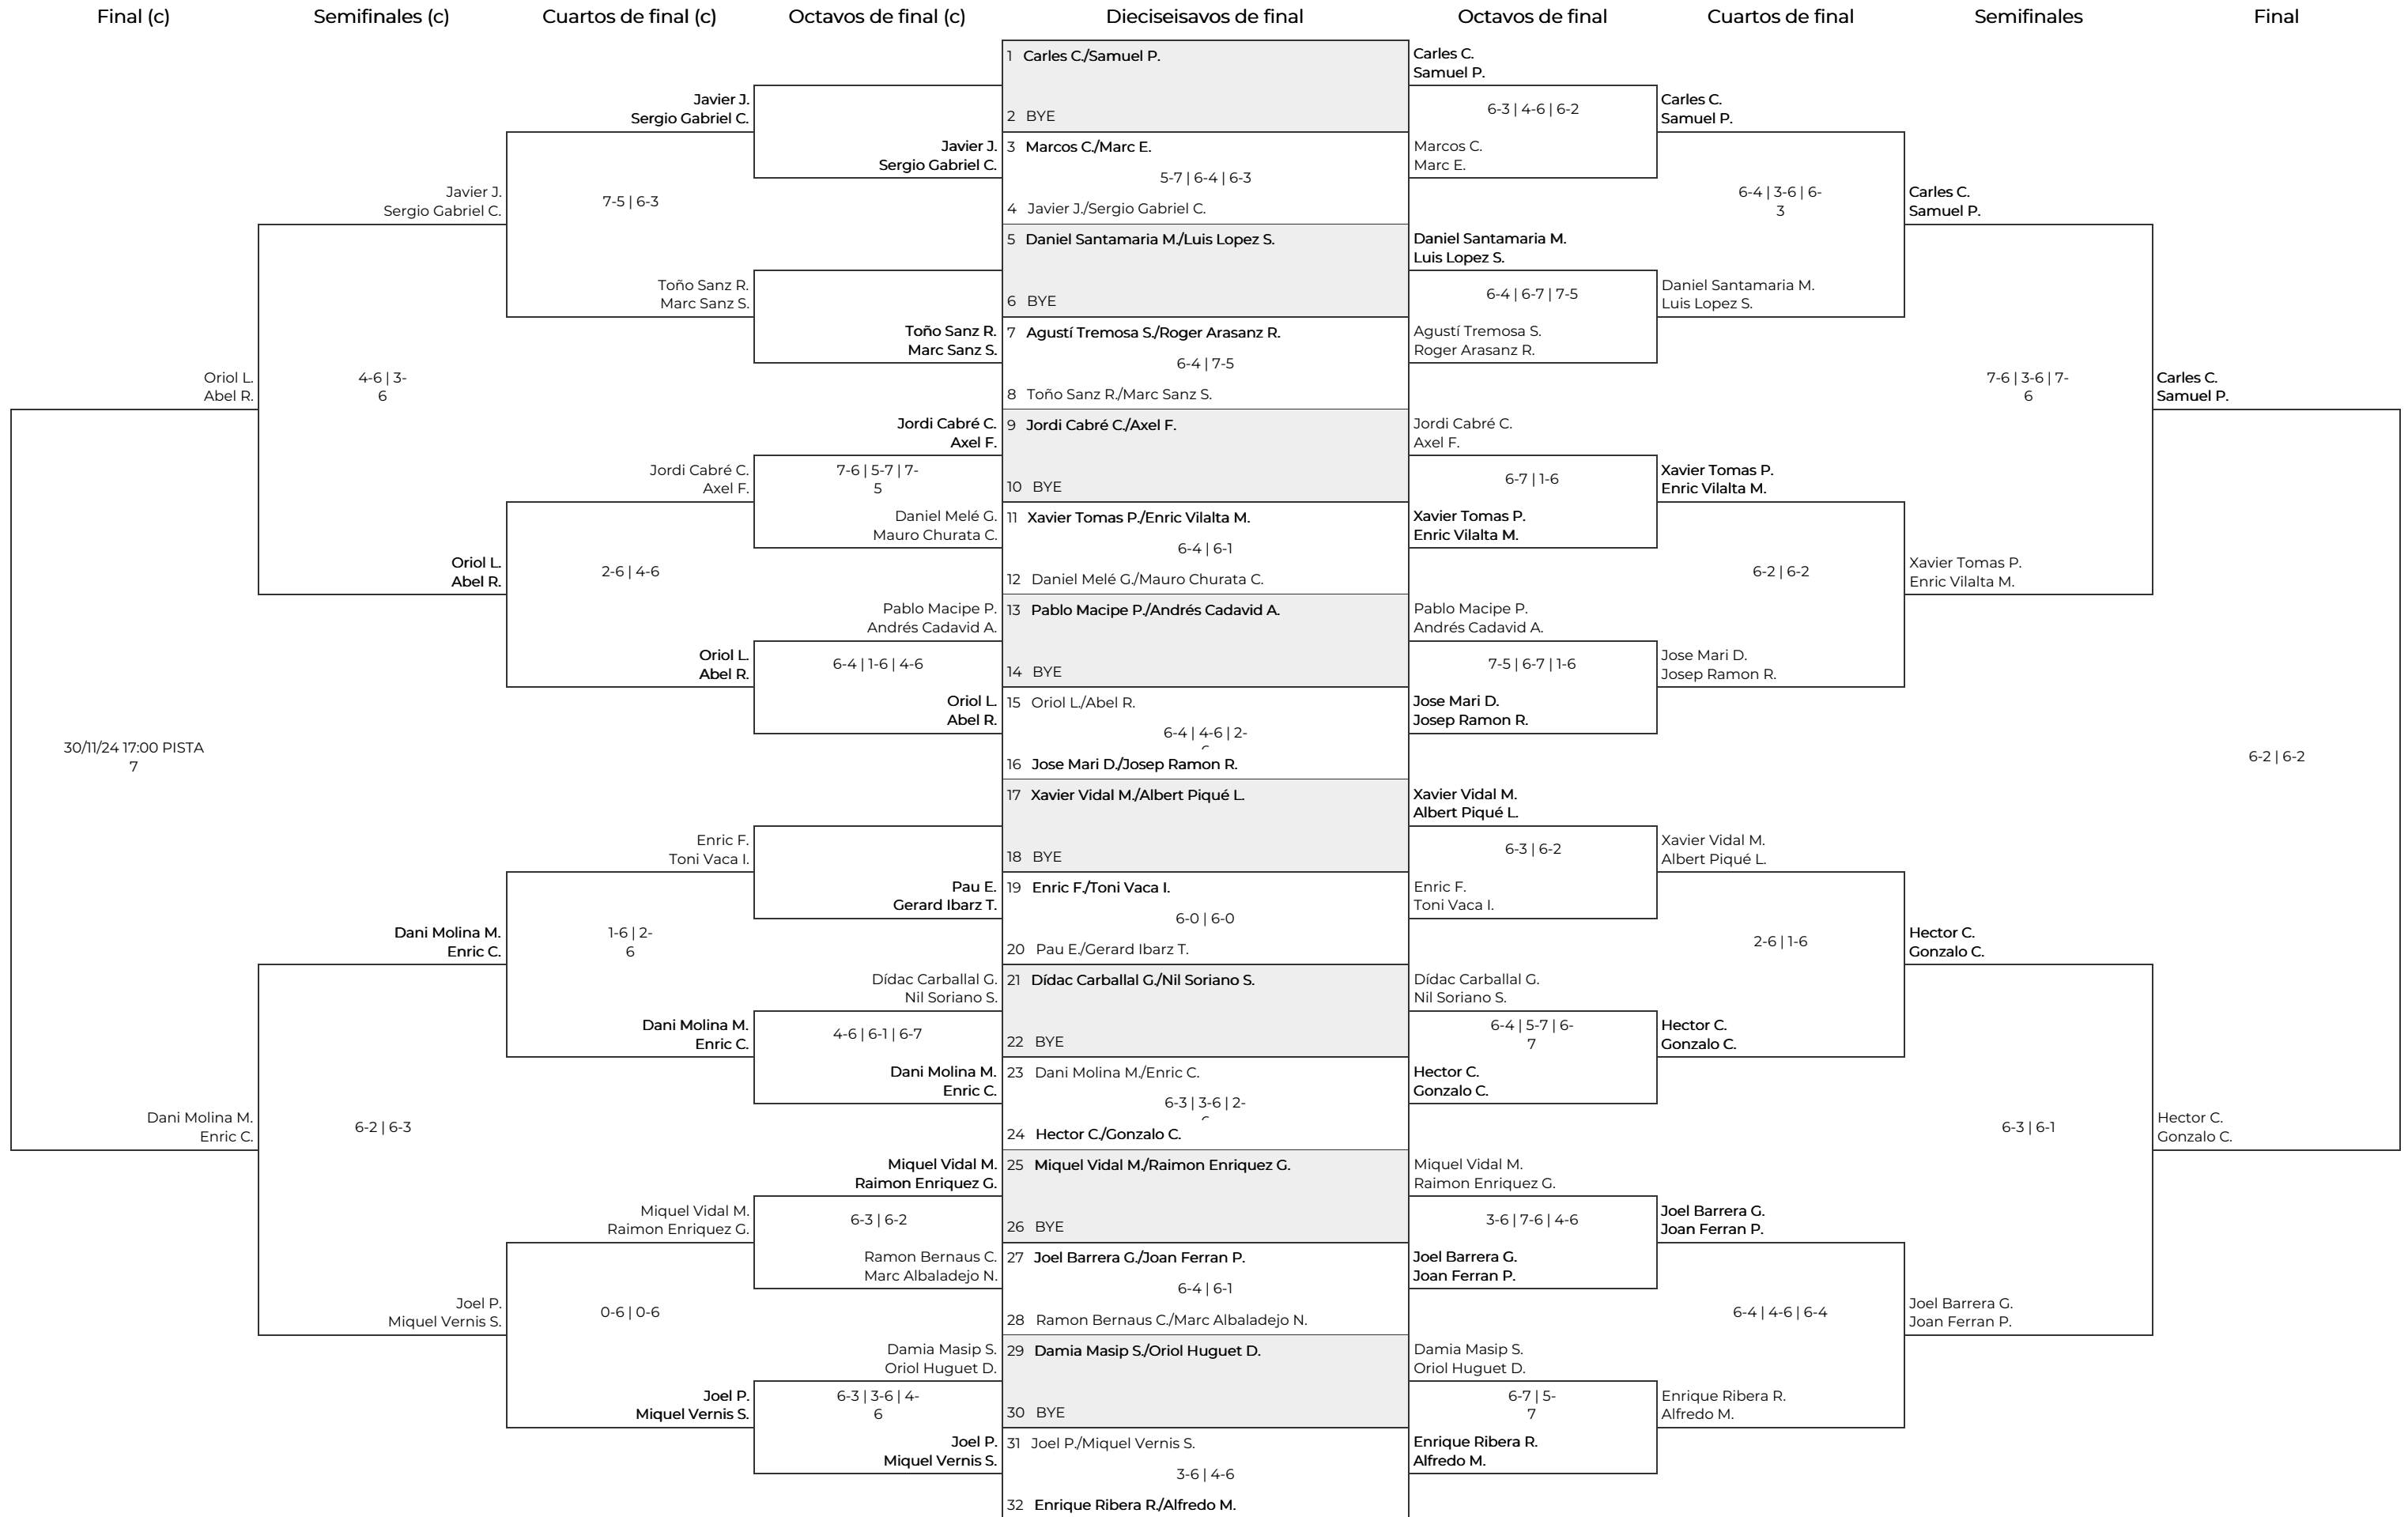 Final (c)
Semifinales (c)
Cuartos de final (c)
Octavos de final (c)
Dieciseisavos de final
Octavos de final
Cuartos de final
Semifinales
Final
Oriol L.
Abel R.
30/11/24 17:00 PISTA
7
Dani Molina M.
Enric C.
Javier J.
Sergio Gabriel C.
4-6 | 3-
6
Oriol L.
Abel R.
Dani Molina M.
Enric C.
6-2 | 6-3
Joel P.
Miquel Vernis S.
Javier J.
Sergio Gabriel C.
7-5 | 6-3
Toño Sanz R.
Marc Sanz S.
Jordi Cabré C.
Axel F.
2-6 | 4-6
Oriol L.
Abel R.
Enric F.
Toni Vaca I.
1-6 | 2-
6
Dani Molina M.
Enric C.
Miquel Vidal M.
Raimon Enriquez G.
0-6 | 0-6
Joel P.
Miquel Vernis S.
Javier J.
Sergio Gabriel C.
Toño Sanz R.
Marc Sanz S.
Jordi Cabré C.
Axel F.
7-6 | 5-7 | 7-
5
Daniel Melé G.
Mauro Churata C.
Pablo Macipe P.
Andrés Cadavid A.
6-4 | 1-6 | 4-6
Oriol L.
Abel R.
Pau E.
Gerard Ibarz T.
Dídac Carballal G.
Nil Soriano S.
4-6 | 6-1 | 6-7
Dani Molina M.
Enric C.
Miquel Vidal M.
Raimon Enriquez G.
6-3 | 6-2
Ramon Bernaus C.
Marc Albaladejo N.
Damia Masip S.
Oriol Huguet D.
6-3 | 3-6 | 4-
6
Joel P.
Miquel Vernis S.
1 Carles C./Samuel P.
2 BYE
3 Marcos C./Marc E.
5-7 | 6-4 | 6-3
4 Javier J./Sergio Gabriel C.
5 Daniel Santamaria M./Luis Lopez S.
6 BYE
7 Agustí Tremosa S./Roger Arasanz R.
6-4 | 7-5
8 Toño Sanz R./Marc Sanz S.
9 Jordi Cabré C./Axel F.
10 BYE
11 Xavier Tomas P./Enric Vilalta M.
6-4 | 6-1
12 Daniel Melé G./Mauro Churata C.
13 Pablo Macipe P./Andrés Cadavid A.
14 BYE
15 Oriol L./Abel R.
6-4 | 4-6 | 2-
16 Jose Mari D./Josep Ramon R.
17 Xavier Vidal M./Albert Piqué L.
18 BYE
19 Enric F./Toni Vaca I.
6-0 | 6-0
20 Pau E./Gerard Ibarz T.
21 Dídac Carballal G./Nil Soriano S.
22 BYE
23 Dani Molina M./Enric C.
6-3 | 3-6 | 2-
24 Hector C./Gonzalo C.
25 Miquel Vidal M./Raimon Enriquez G.
26 BYE
27 Joel Barrera G./Joan Ferran P.
6-4 | 6-1
28 Ramon Bernaus C./Marc Albaladejo N.
29 Damia Masip S./Oriol Huguet D.
30 BYE
31 Joel P./Miquel Vernis S.
3-6 | 4-6
32 Enrique Ribera R./Alfredo M.
Carles C.
Samuel P.
6-3 | 4-6 | 6-2
Marcos C.
Marc E.
Daniel Santamaria M.
Luis Lopez S.
6-4 | 6-7 | 7-5
Agustí Tremosa S.
Roger Arasanz R.
Jordi Cabré C.
Axel F.
6-7 | 1-6
Xavier Tomas P.
Enric Vilalta M.
Pablo Macipe P.
Andrés Cadavid A.
7-5 | 6-7 | 1-6
Jose Mari D.
Josep Ramon R.
Xavier Vidal M.
Albert Piqué L.
6-3 | 6-2
Enric F.
Toni Vaca I.
Dídac Carballal G.
Nil Soriano S.
6-4 | 5-7 | 6-
7
Hector C.
Gonzalo C.
Miquel Vidal M.
Raimon Enriquez G.
3-6 | 7-6 | 4-6
Joel Barrera G.
Joan Ferran P.
Damia Masip S.
Oriol Huguet D.
6-7 | 5-
7
Enrique Ribera R.
Alfredo M.
Carles C.
Samuel P.
6-4 | 3-6 | 6-
3
Daniel Santamaria M.
Luis Lopez S.
Xavier Tomas P.
Enric Vilalta M.
6-2 | 6-2
Jose Mari D.
Josep Ramon R.
Xavier Vidal M.
Albert Piqué L.
2-6 | 1-6
Hector C.
Gonzalo C.
Joel Barrera G.
Joan Ferran P.
6-4 | 4-6 | 6-4
Enrique Ribera R.
Alfredo M.
Carles C.
Samuel P.
7-6 | 3-6 | 7-
6
Xavier Tomas P.
Enric Vilalta M.
Hector C.
Gonzalo C.
6-3 | 6-1
Joel Barrera G.
Joan Ferran P.
Carles C.
Samuel P.
6-2 | 6-2
Hector C.
Gonzalo C.